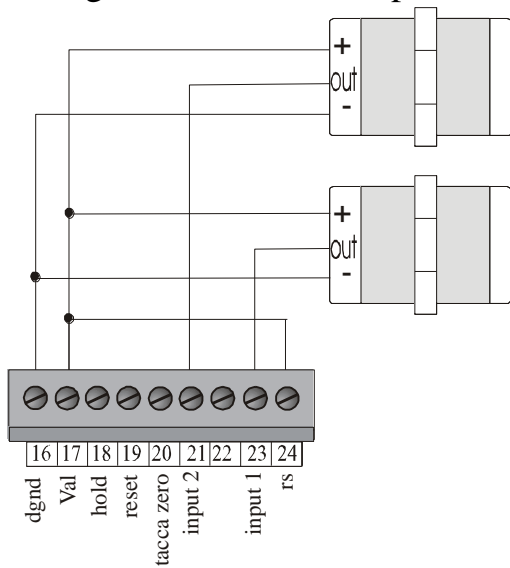 +
out
-
+
out
-
16 17 18 19 20 21 22 23 24
dgnd
Val
hold
reset
tacca zero
input 2
input 1
rs